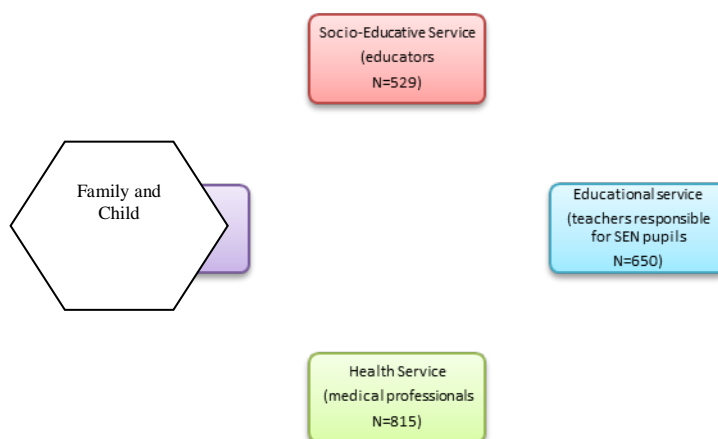 Socio-Educative Service
(educators
N=529)
Family and
Child
Educational service
(teachers responsible
for SEN pupils
N=650)
Health Service
(medical professionals
N=815)